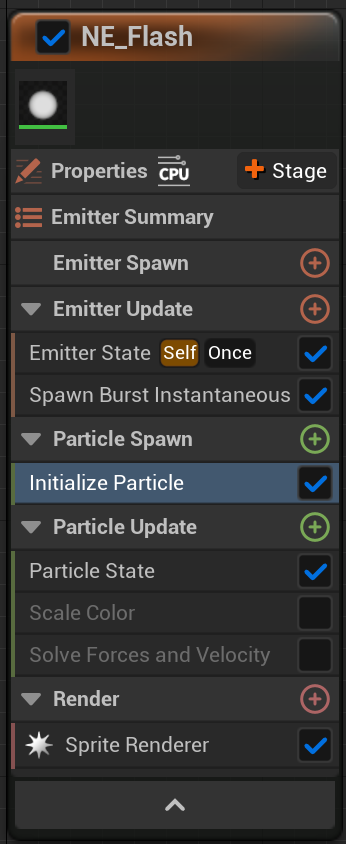 NE_Flash
Properties CPU Stage
Emitter Summary
Emitter Spawn
Emitter Update
Emitter State Self Once
Spawn Burst Instantaneous
Particle Spawn
Initialize Particle
Particle Update
Particle State
Scale Color
Solve Forces and Velocity
Render
Sprite Renderer